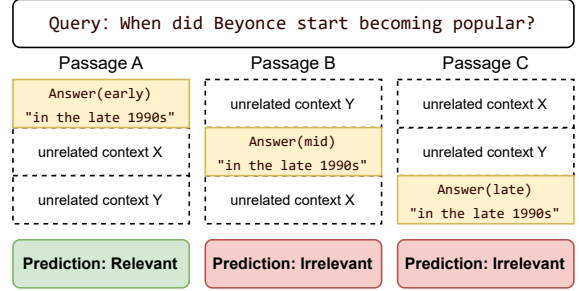 Query: When did Beyonce start becoming popular?
Passage A
Answer(early)
"in the late 1990s"
unrelated context X
unrelated context Y
Prediction: Relevant
Passage B
unrelated context Y
Answer(mid)
"in the late 1990s"
unrelated context X
Prediction: Irrelevant
Passage C
unrelated context X
unrelated context Y
Answer(late)
"in the late 1990s"
Prediction: Irrelevant